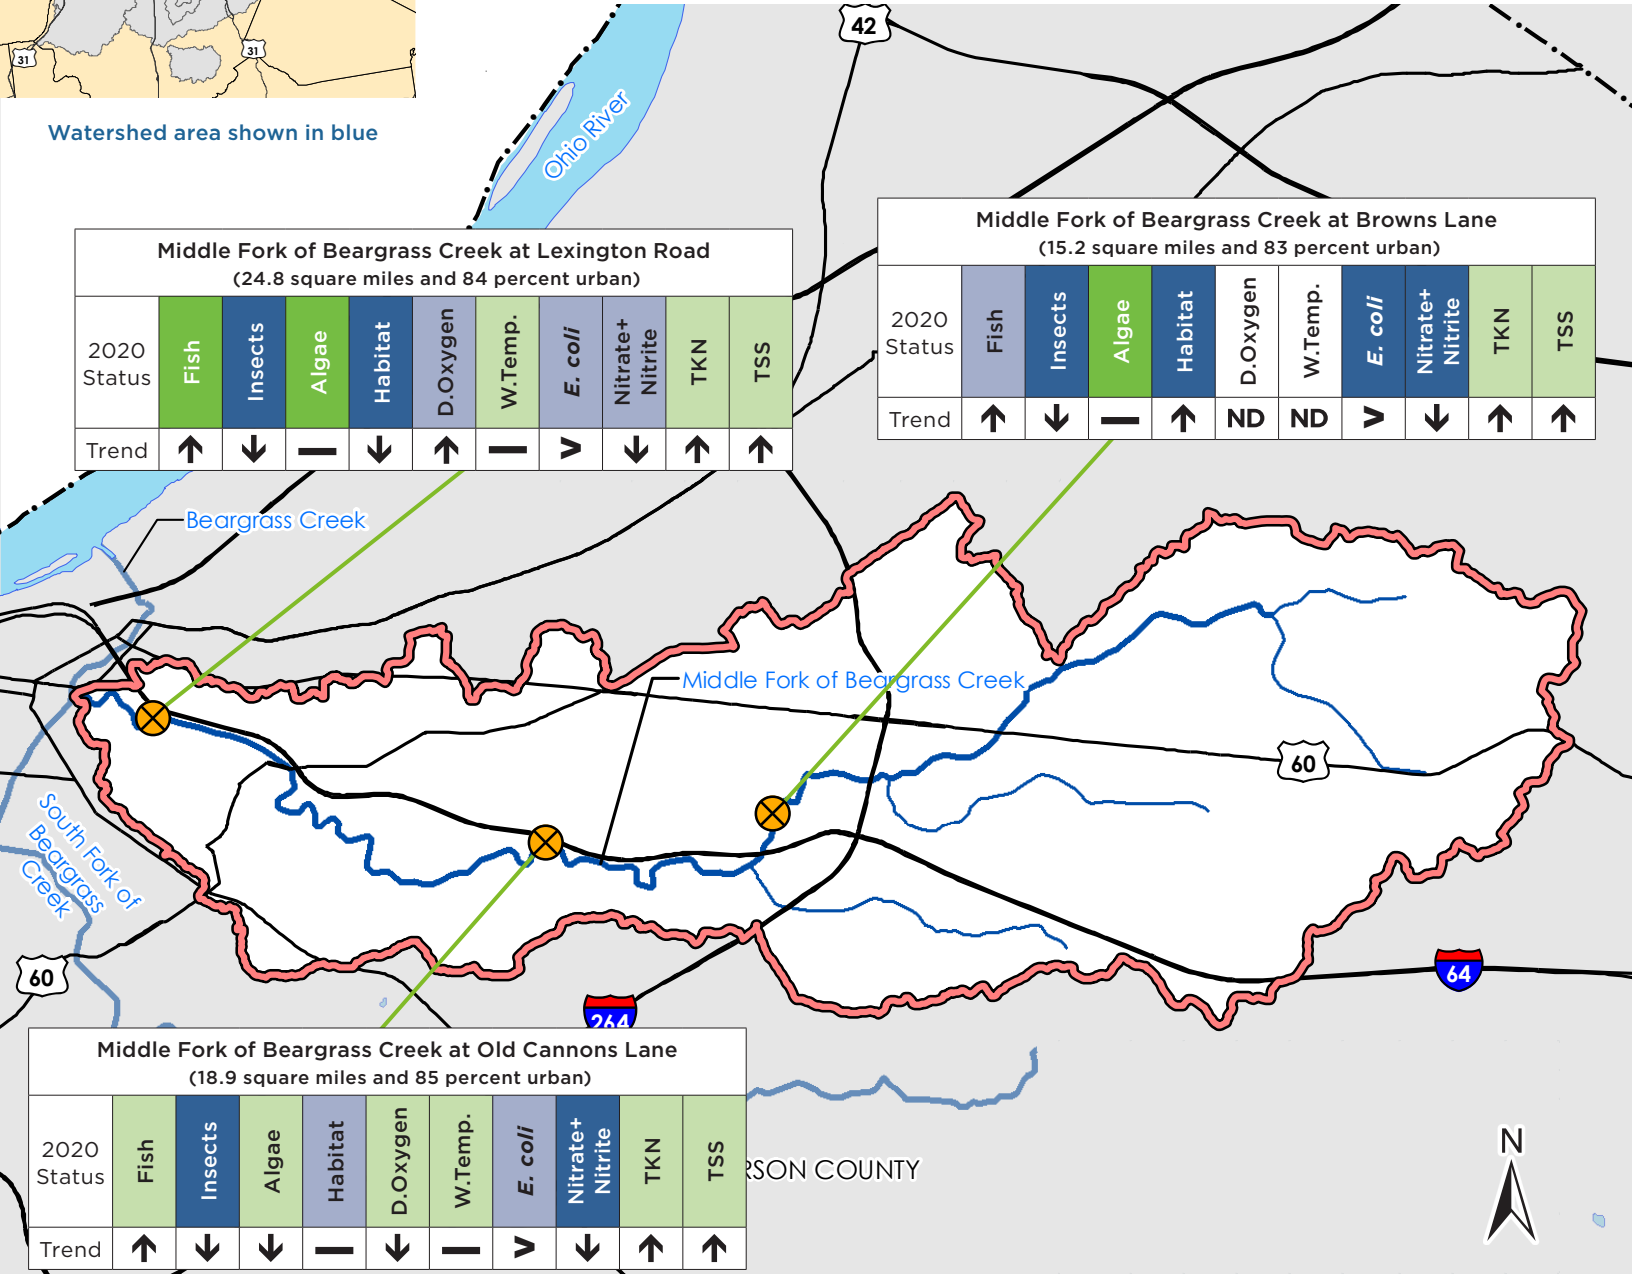 31
31
Watershed area shown in blue
42
Ohio River
Middle Fork of Beargrass Creek at Lexington Road
(24.8 square miles and 84 percent urban)
2020 Status Fish Insects Algae Habitat D.Oxygen W.Temp. E. coli Nitrate+ Nitrite TKN TSS
Trend ↑ ↓ — ↓ ↑ — > ↓ ↑ ↑
Middle Fork of Beargrass Creek at Browns Lane
(15.2 square miles and 83 percent urban)
2020 Status Fish Insects Algae Habitat D.Oxygen W.Temp. E. coli Nitrate+ Nitrite TKN TSS
Trend ↑ ↓ — ↑ ND ND > ↓ ↑ ↑
Beargrass Creek
Middle Fork of Beargrass Creek
60
South Fork of
Beargrass
Creek
60
64
264
Middle Fork of Beargrass Creek at Old Cannons Lane
(18.9 square miles and 85 percent urban)
2020 Status Fish Insects Algae Habitat D.Oxygen W.Temp. E. coli Nitrate+ Nitrite TKN TSS
Trend ↑ ↓ ↓ — ↓ — > ↓ ↑ ↑
RSON COUNTY
N